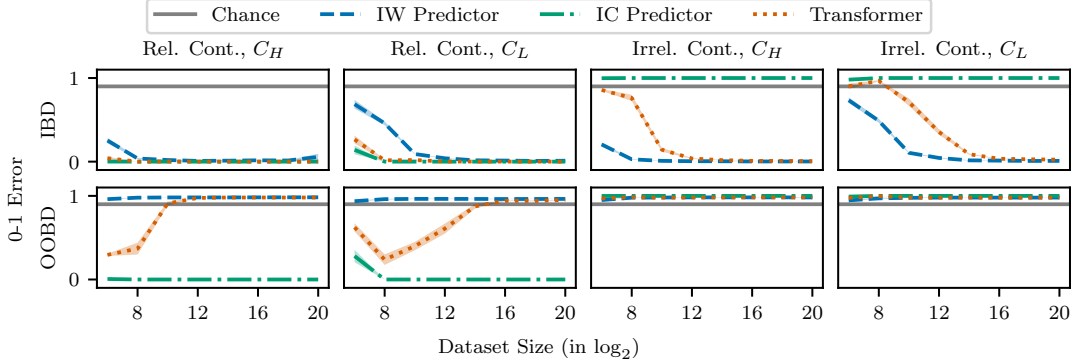 Chance IW Predictor IC Predictor Transformer
Rel. Cont., C_H Rel. Cont., C_L Irrel. Cont., C_H Irrel. Cont., C_L
0-1 Error
IBD
1
0
OOBD
1
0
8 12 16 20 8 12 16 20 8 12 16 20 8 12 16 20
Dataset Size (in log₂)